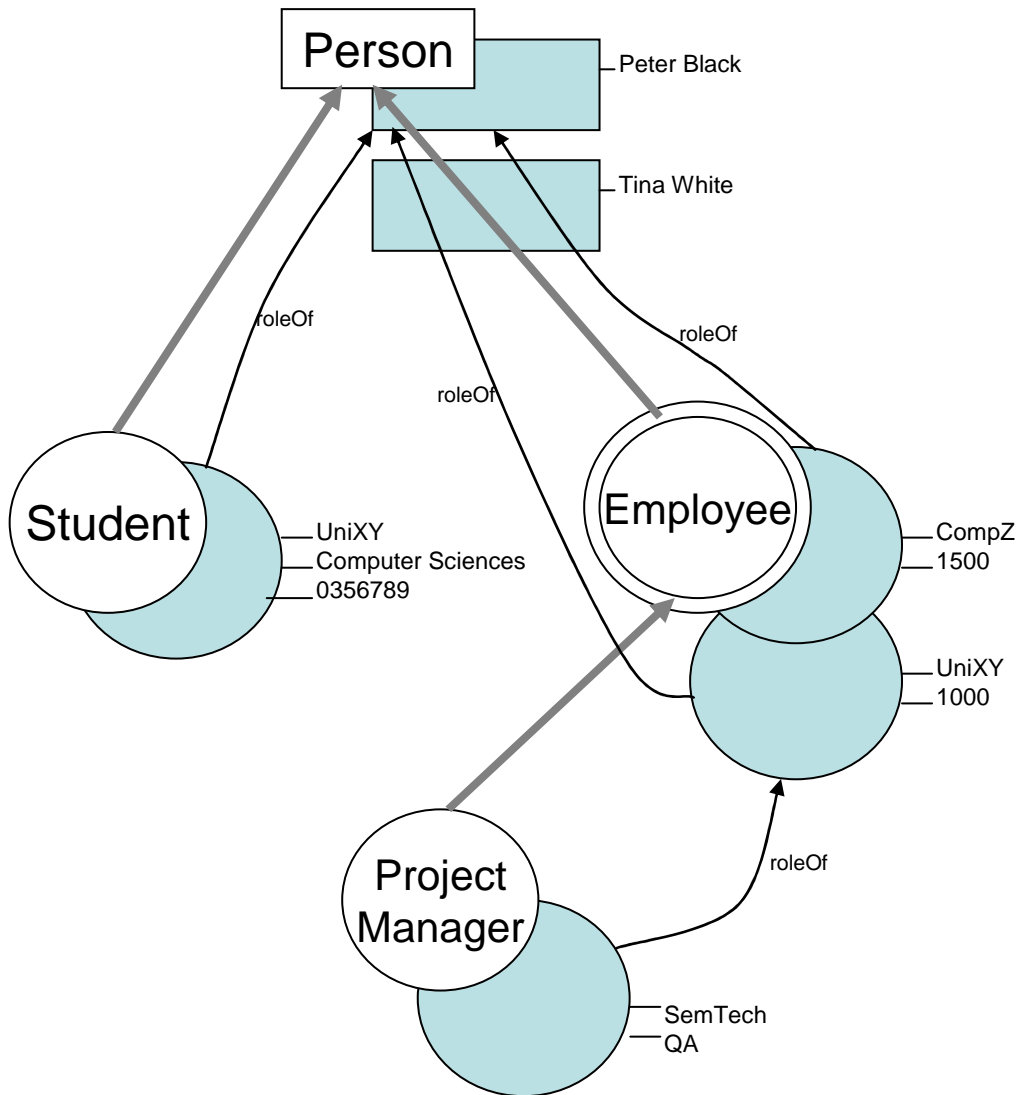 Person
Peter Black
Tina White
roleOf
roleOf
roleOf
Student
UniXY
Computer Sciences
0356789
Employee
CompZ
1500
UniXY
1000
Project
Manager
roleOf
SemTech
QA